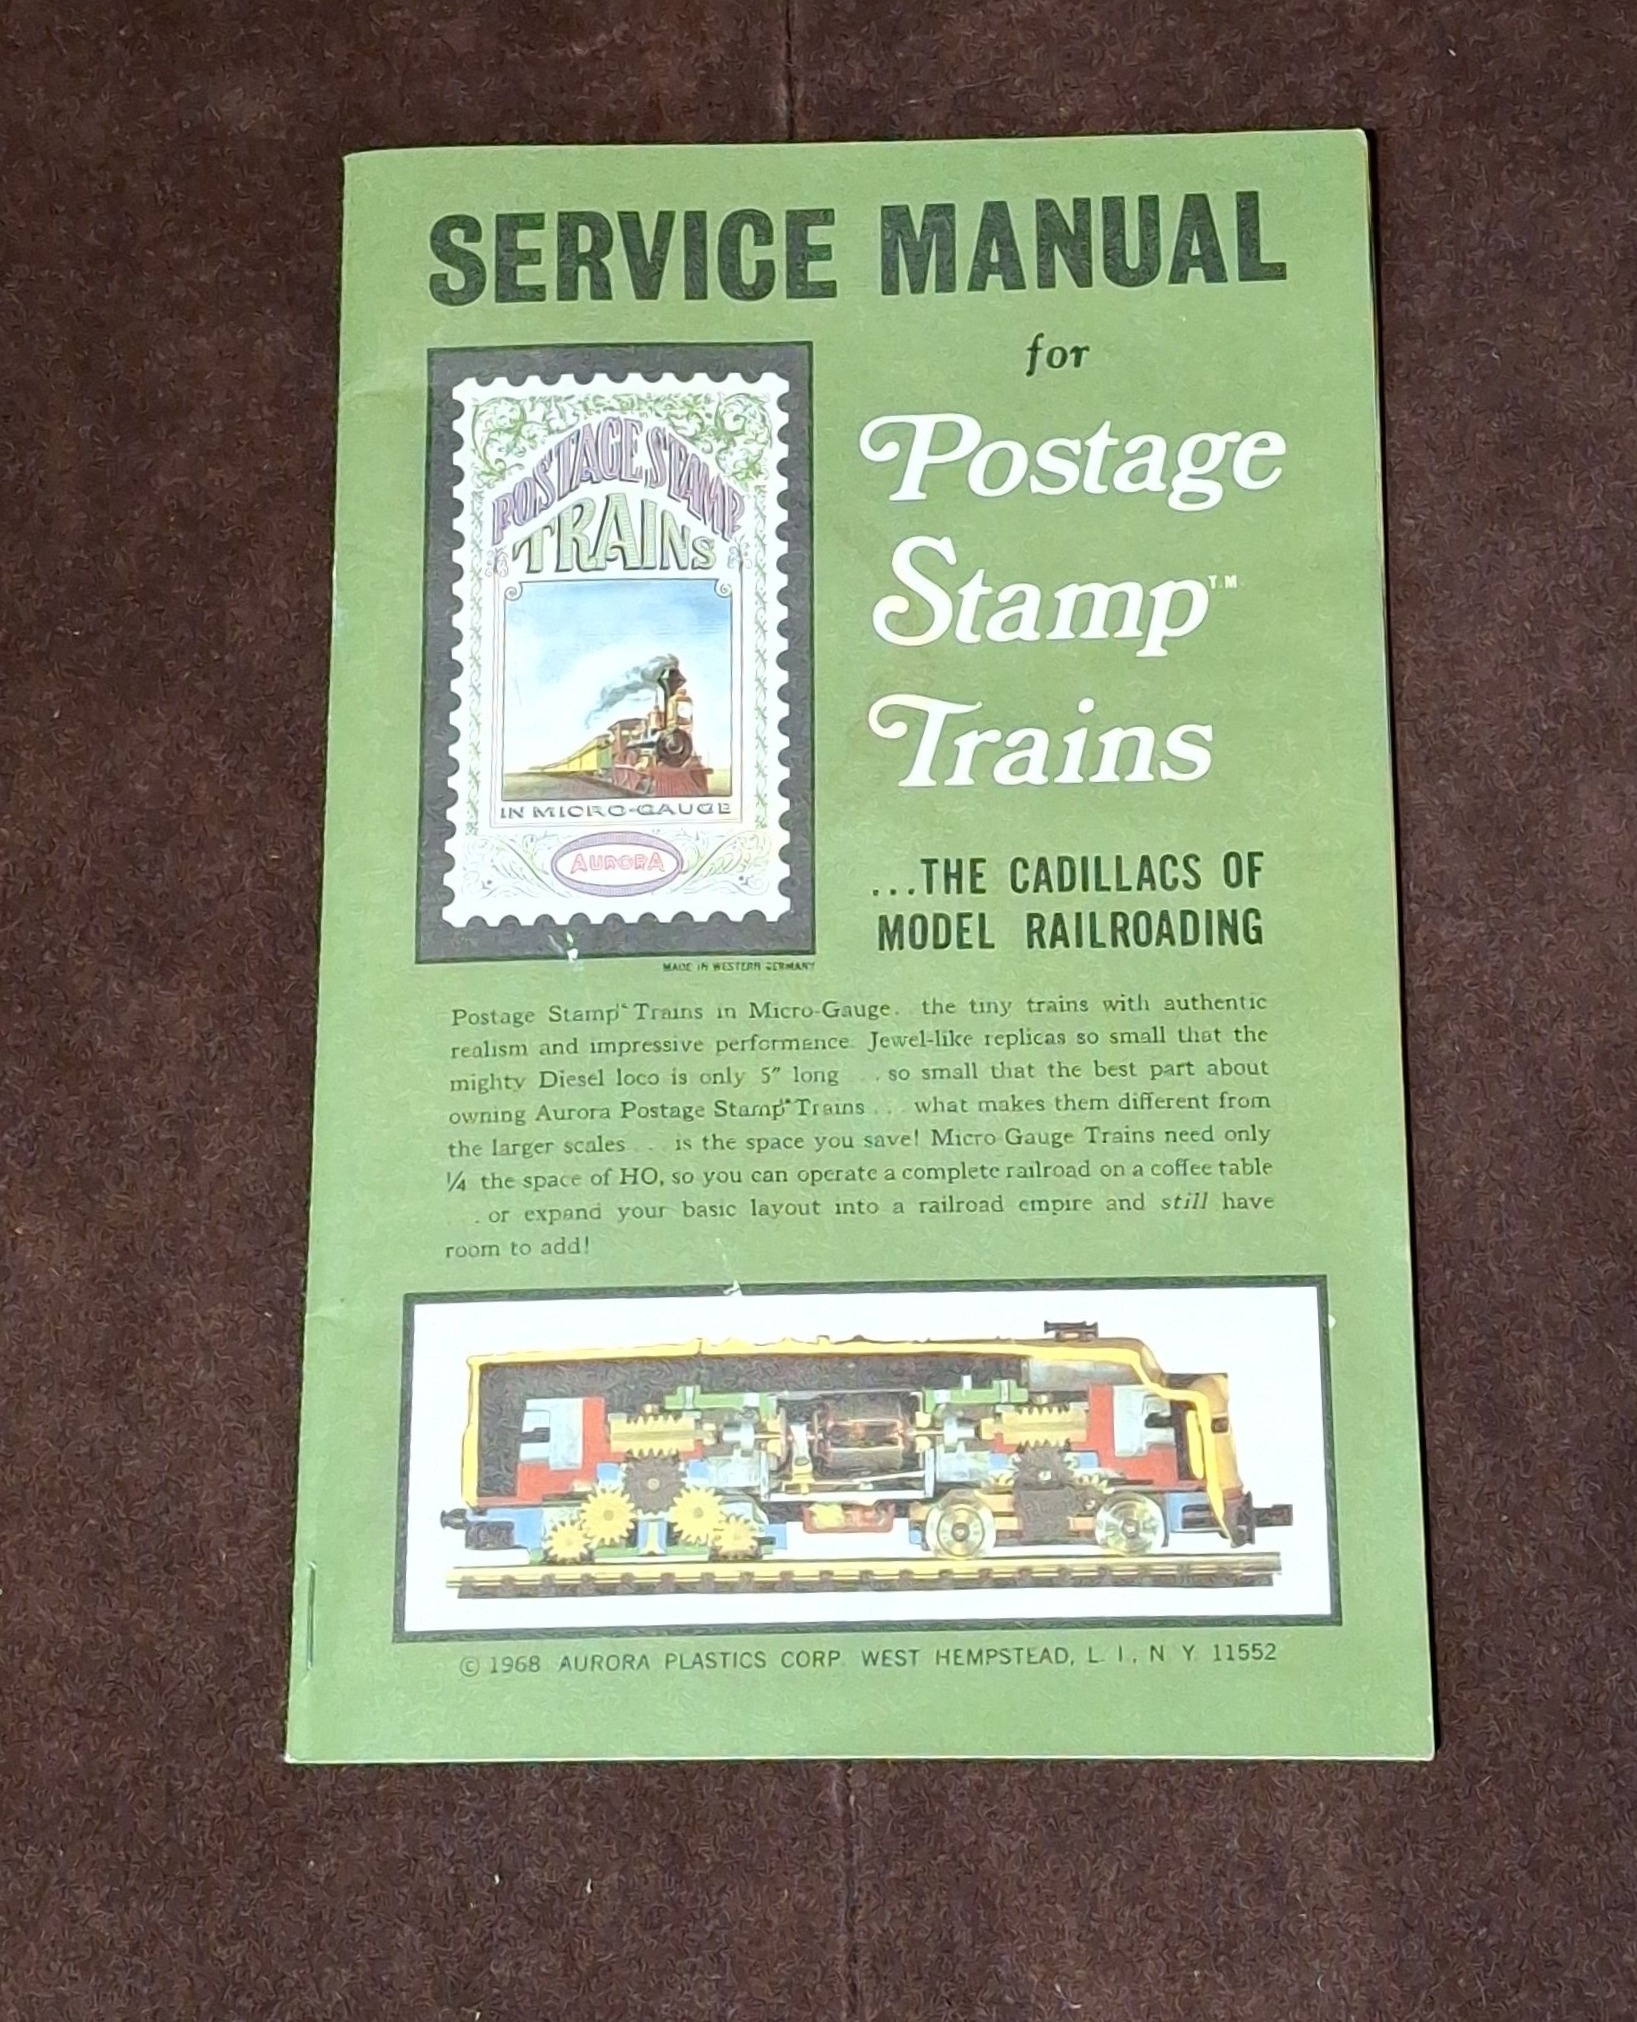 SERVICE MANUAL
for
POSTAGE STAMP
TRAINS
IN MICRO-GAUGE
AURORA
MADE IN WESTERN GERMANY
Postage
Stamp™
Trains
...THE CADILLACS OF
MODEL RAILROADING
Postage Stamp™ Trains in Micro-Gauge.. the tiny trains with authentic
realism and impressive performance. Jewel-like replicas so small that the
mighty Diesel loco is only 5″ long ...so small that the best part about
owning Aurora Postage Stamp™ Trains... what makes them different from
the larger scales ... is the space you save! Micro-Gauge Trains need only
¼ the space of HO, so you can operate a complete railroad on a coffee table
...or expand your basic layout into a railroad empire and still have
room to add!
© 1968 AURORA PLASTICS CORP. WEST HEMPSTEAD, L. I., N. Y. 11552